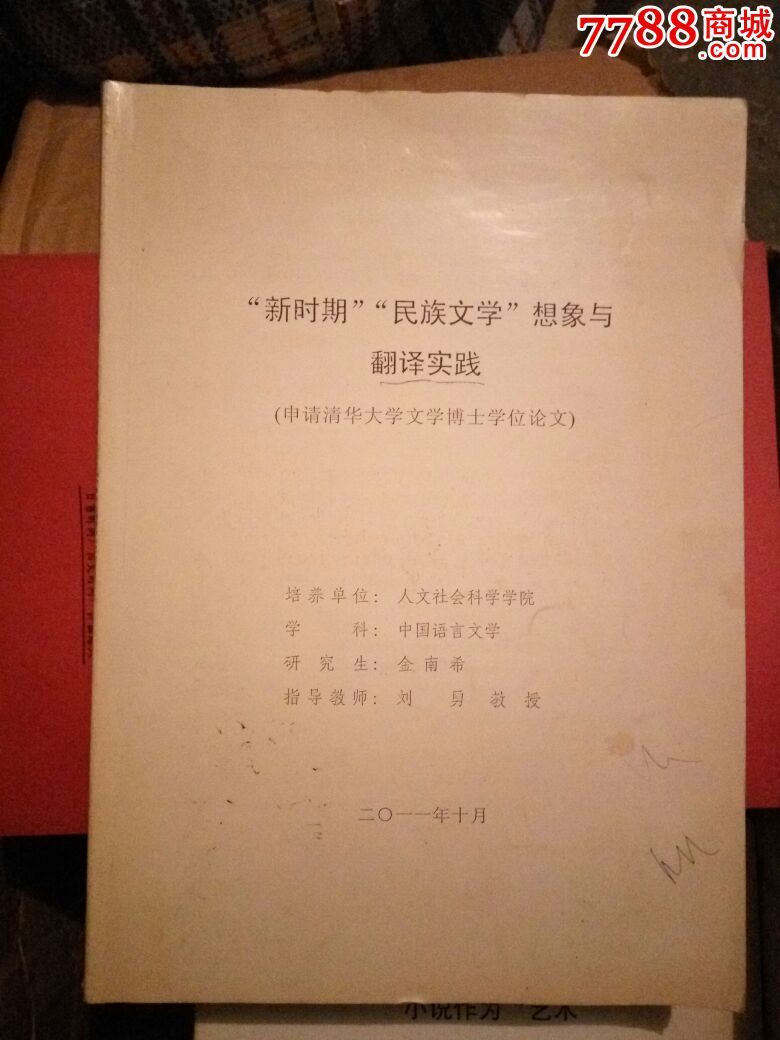 7788商城
.com
“新时期”“民族文学”想象与
翻译实践
(申请清华大学文学博士学位论文)
培养单位：人文社会科学学院
学科：中国语言文学
研究生：金南希
指导教师：刘勇教授
二〇一一年十月
小说作为“艺术